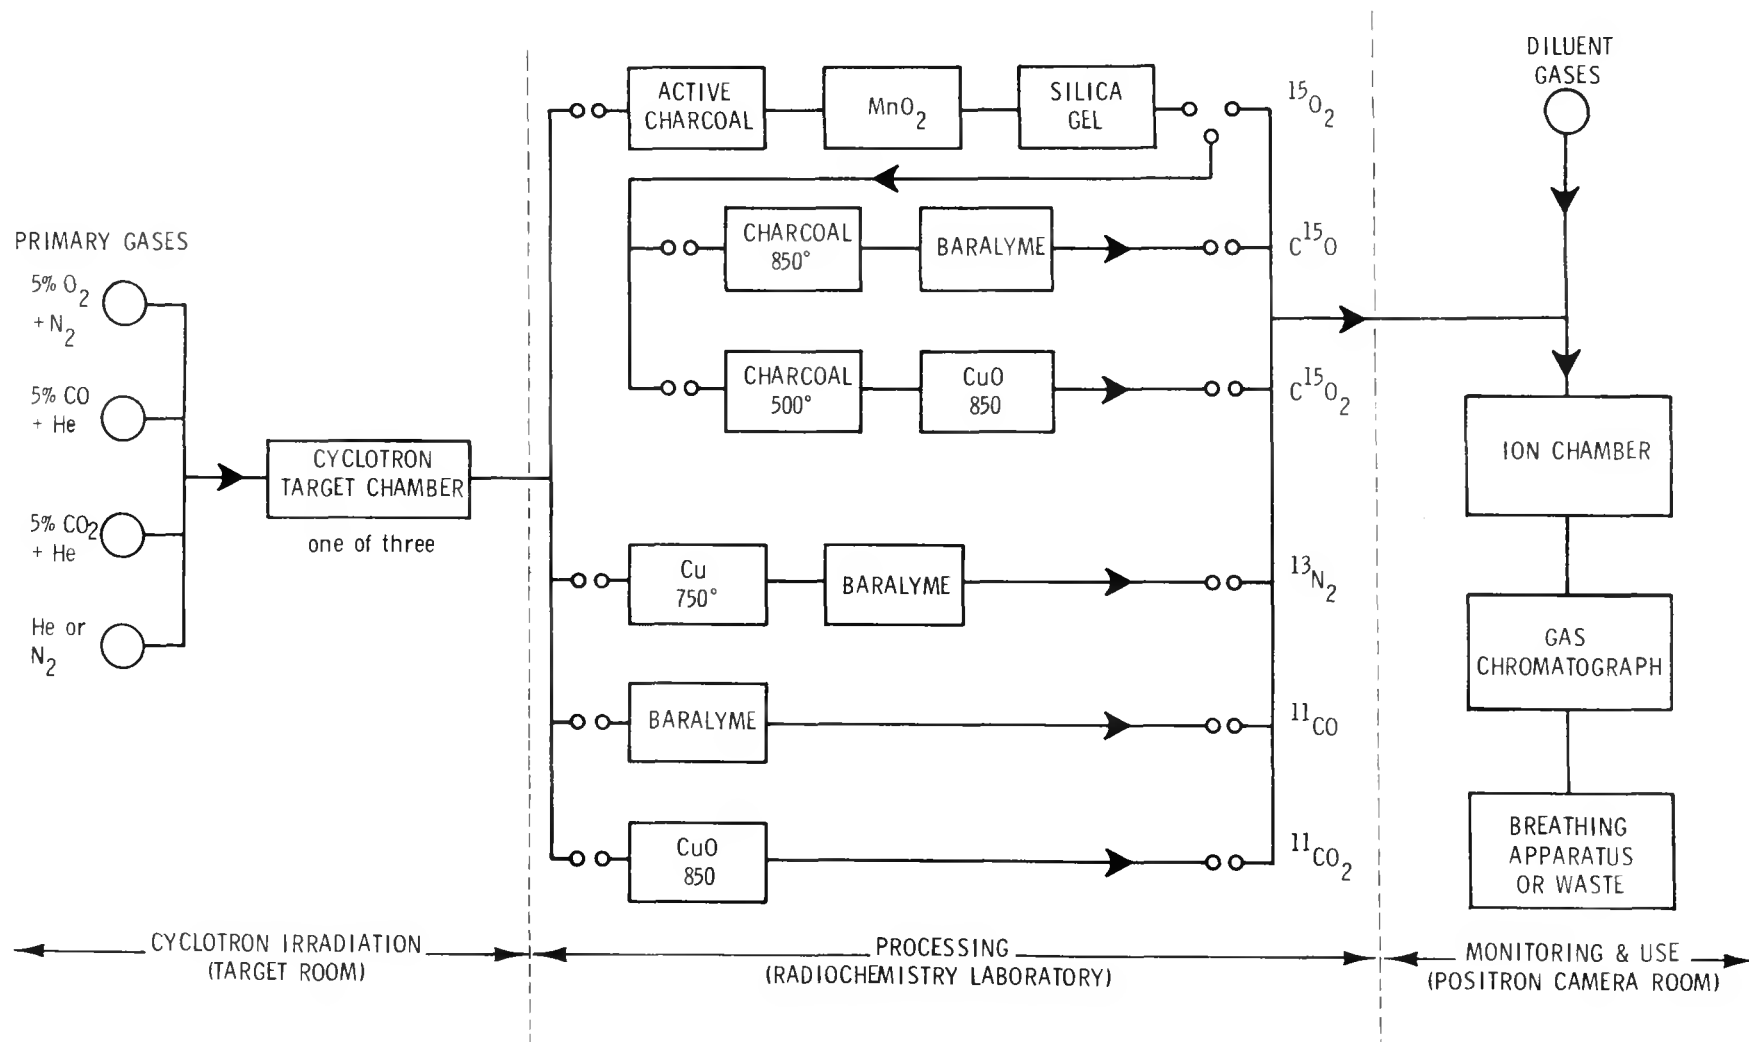 PRIMARY GASES
5% O₂
+ N₂
5% CO
+ He
5% CO₂
+ He
He or
N₂
CYCLOTRON
TARGET CHAMBER
one of three
CYCLOTRON IRRADIATION
(TARGET ROOM)
ACTIVE
CHARCOAL
MnO₂
SILICA
GEL
¹⁵O₂
CHARCOAL
850°
BARALYME
C¹⁵O
CHARCOAL
500°
CuO
850
C¹⁵O₂
Cu
750°
BARALYME
¹³N₂
BARALYME
¹¹CO
CuO
850
¹¹CO₂
PROCESSING
(RADIOCHEMISTRY LABORATORY)
DILUENT
GASES
ION CHAMBER
GAS
CHROMATOGRAPH
BREATHING
APPARATUS
OR WASTE
MONITORING & USE
(POSITRON CAMERA ROOM)